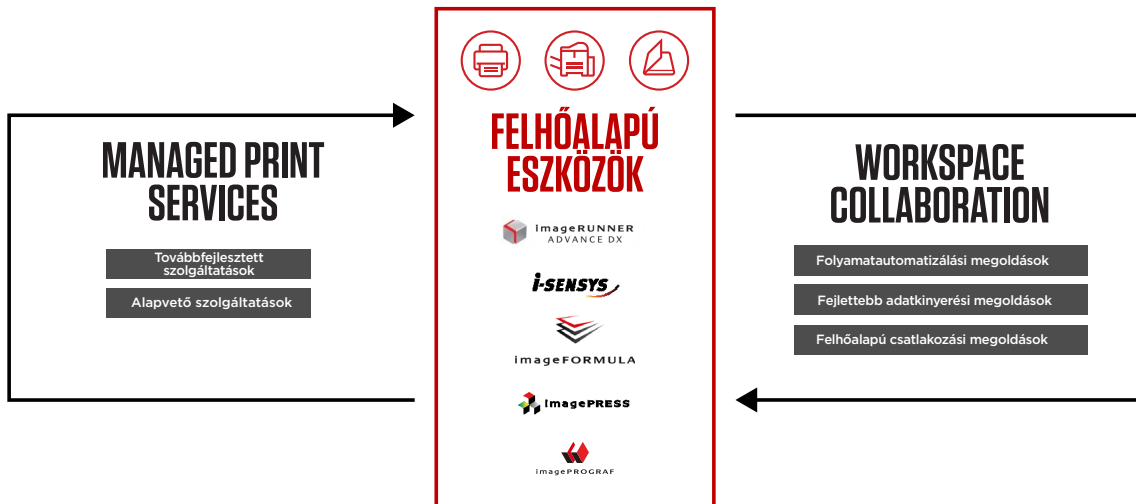 MANAGED PRINT
SERVICES
Továbbfejlesztett
szolgáltatások
Alapvető szolgáltatások
FELHŐALAPÚ
ESZKÖZÖK
imageRUNNER
ADVANCE DX
i-SENSYS
imageFORMULA
imagePRESS
imagePROGRAF
WORKSPACE
COLLABORATION
Folyamatautomatizálási megoldások
Fejlettebb adatkinyerési megoldások
Felhőalapú csatlakozási megoldások